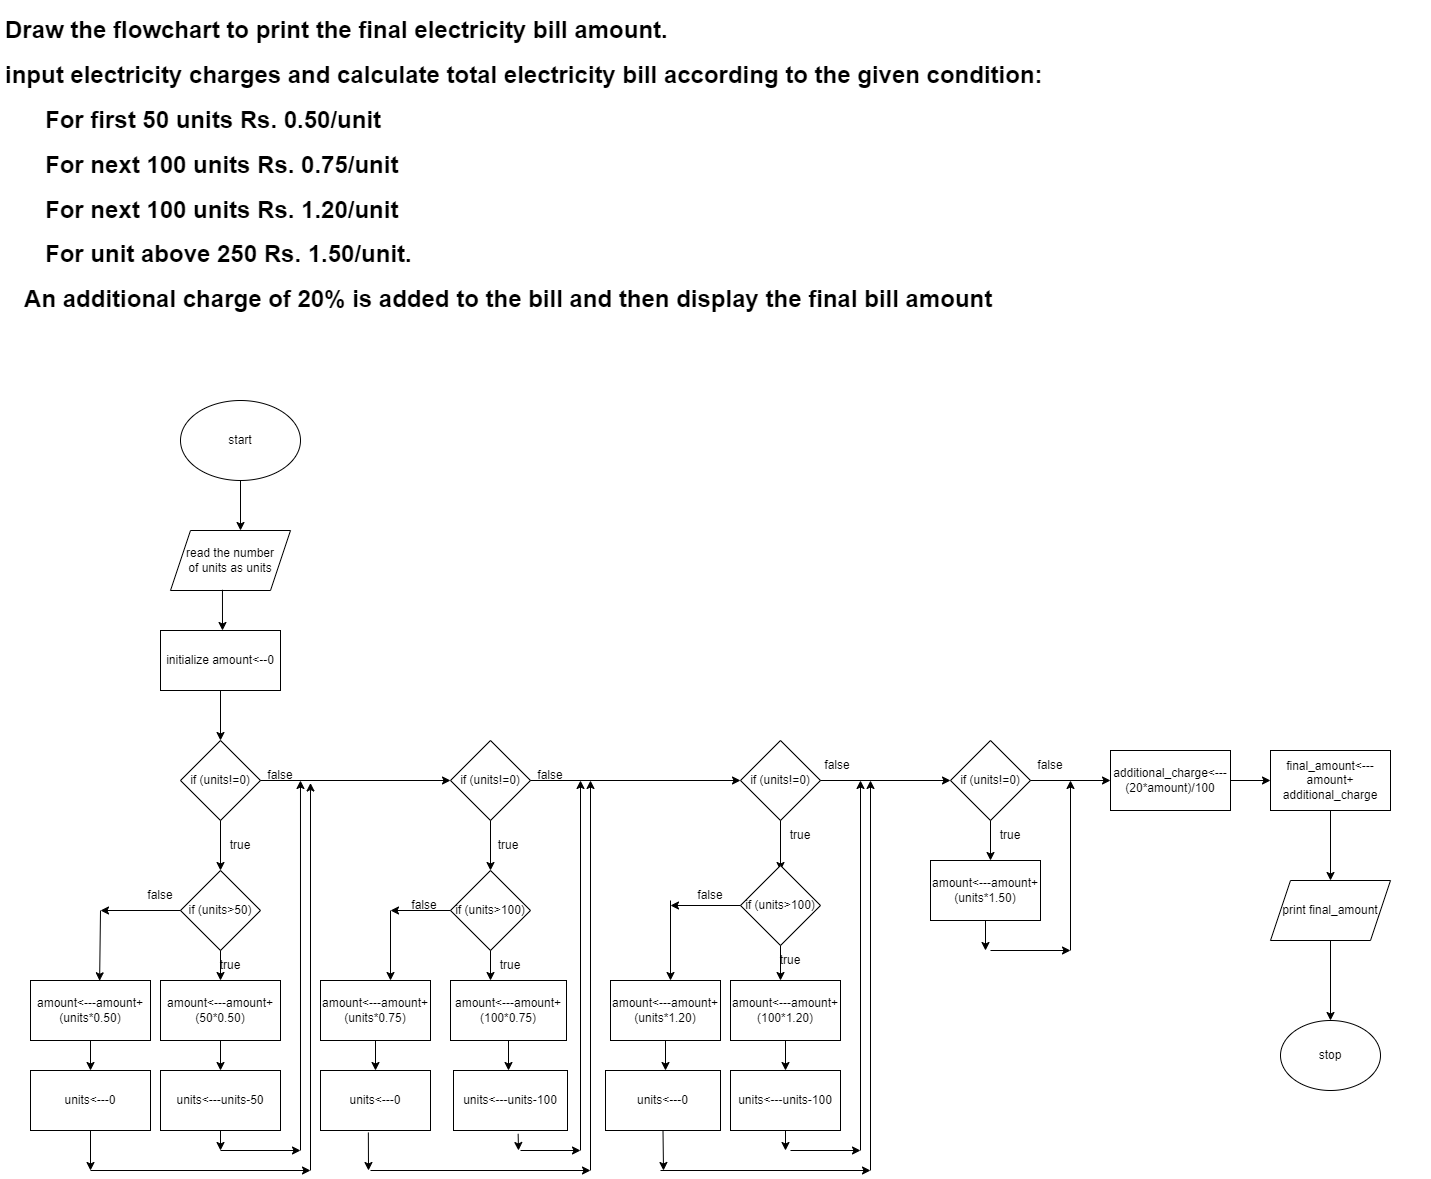 Draw the flowchart to print the final electricity bill amount.
input electricity charges and calculate total electricity bill according to the given condition:
For first 50 units Rs. 0.50/unit
For next 100 units Rs. 0.75/unit
For next 100 units Rs. 1.20/unit
For unit above 250 Rs. 1.50/unit.
An additional charge of 20% is added to the bill and then display the final bill amount
start
read the number
of units as units
initialize amount<--0
if (units!=0)
false
true
if (units>50)
false
true
amount<---amount+
(units*0.50)
units<---0
amount<---amount+
(50*0.50)
units<---units-50
if (units!=0)
false
true
if (units>100)
false
true
amount<---amount+
(units*0.75)
units<---0
amount<---amount+
(100*0.75)
units<---units-100
if (units!=0)
false
true
if (units>100)
false
true
amount<---amount+
(units*1.20)
units<---0
amount<---amount+
(100*1.20)
units<---units-100
if (units!=0)
false
true
amount<---amount+
(units*1.50)
additional_charge<---
(20*amount)/100
final_amount<---
amount+
additional_charge
print final_amount
stop